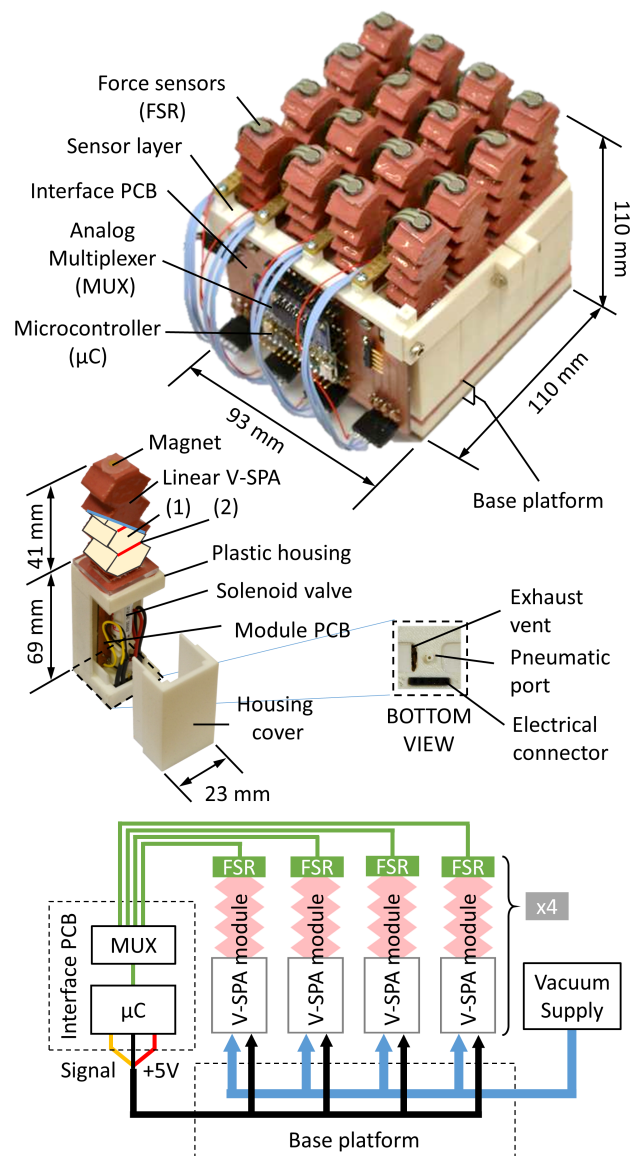 Force sensors
(FSR)
Sensor layer
Interface PCB
Analog
Multiplexer
(MUX)
Microcontroller
(µC)
110 mm
110 mm
93 mm
Base platform
Magnet
Linear V-SPA
(1) (2)
41 mm
Plastic housing
Solenoid valve
Module PCB
69 mm
Housing
cover
23 mm
Exhaust
vent
Pneumatic
port
Electrical
connector
BOTTOM
VIEW
FSR FSR FSR FSR
x4
Interface PCB
MUX
µC
V-SPA module
V-SPA module
V-SPA module
V-SPA module
Vacuum
Supply
Signal +5V
Base platform